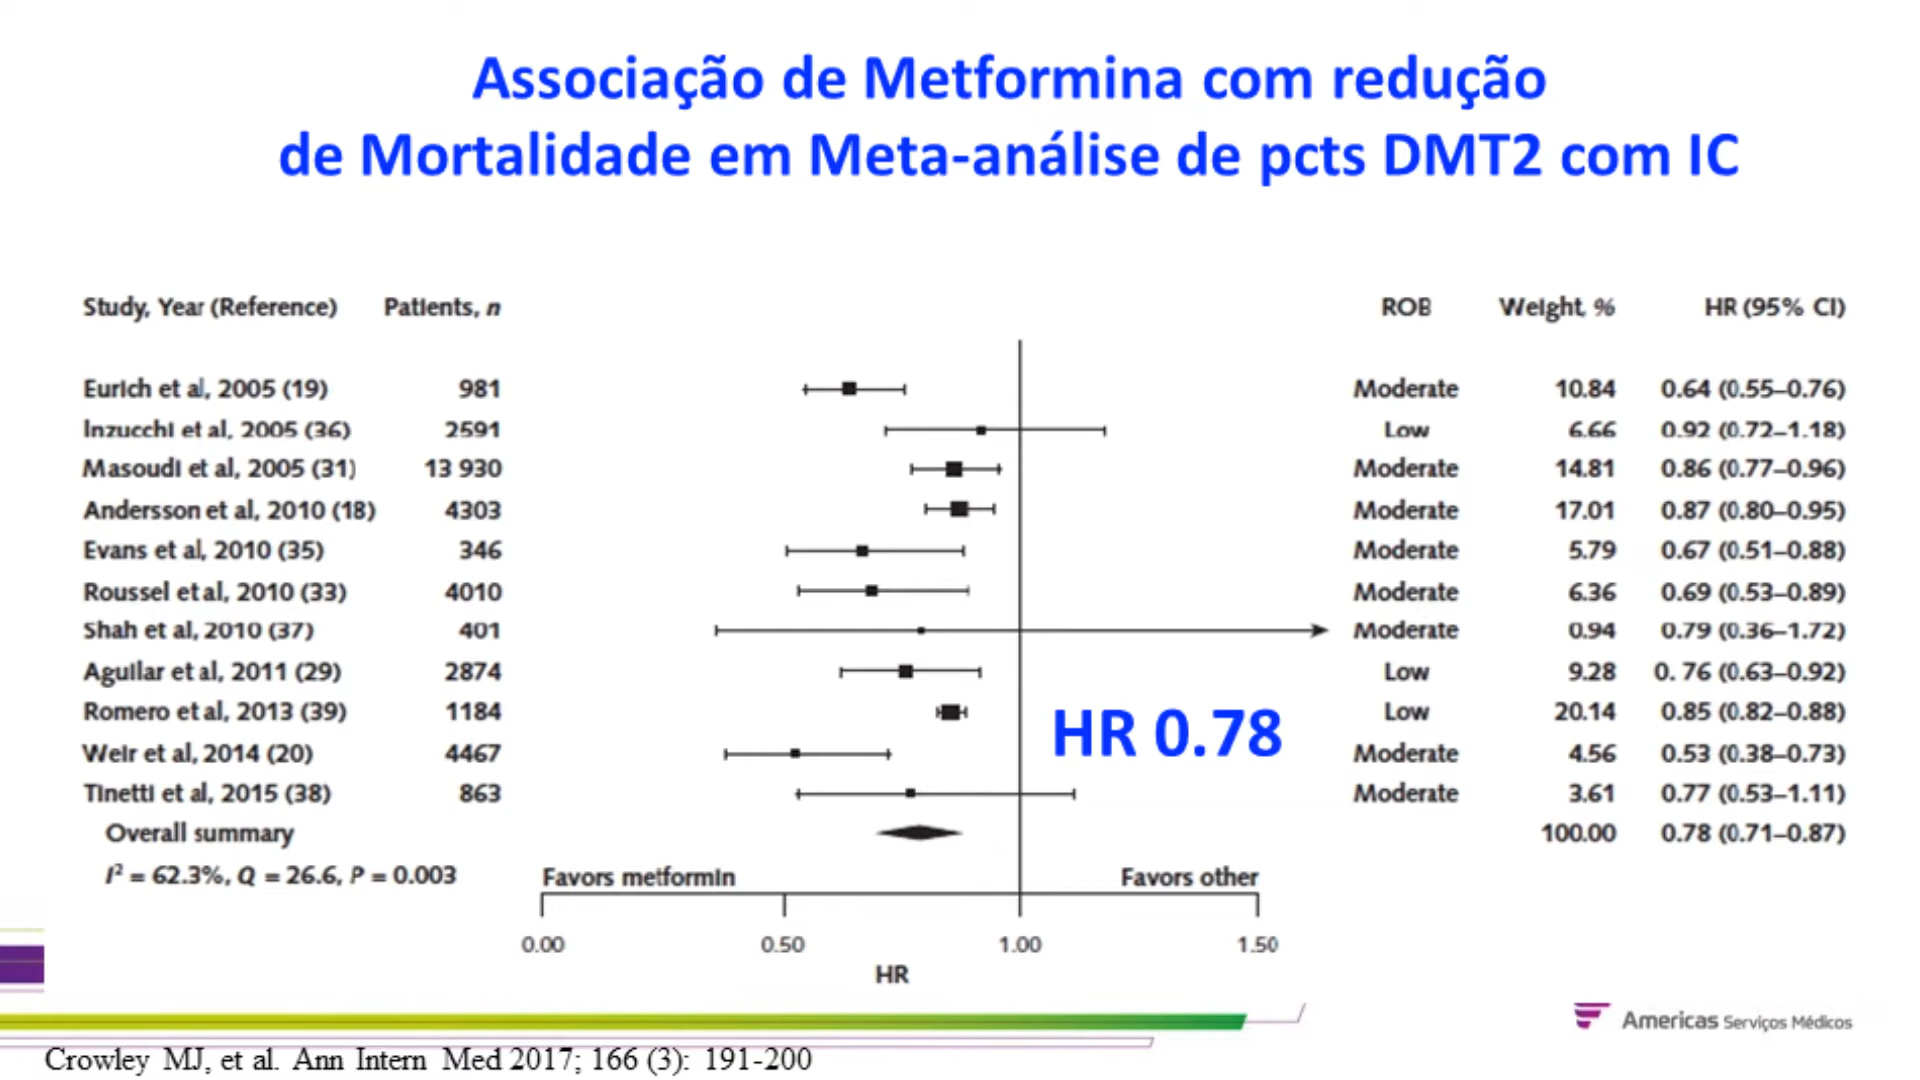 Associação de Metformina com redução
de Mortalidade em Meta-análise de pcts DMT2 com IC
Study, Year (Reference) Patients, n ROB Weight, % HR (95% CI)
Eurich et al, 2005 (19) 981 Moderate 10.84 0.64 (0.55–0.76)
Inzucchi et al, 2005 (36) 2591 Low 6.66 0.92 (0.72–1.18)
Masoudi et al, 2005 (31) 13 930 Moderate 14.81 0.86 (0.77–0.96)
Andersson et al, 2010 (18) 4303 Moderate 17.01 0.87 (0.80–0.95)
Evans et al, 2010 (35) 346 Moderate 5.79 0.67 (0.51–0.88)
Roussel et al, 2010 (33) 4010 Moderate 6.36 0.69 (0.53–0.89)
Shah et al, 2010 (37) 401 Moderate 0.94 0.79 (0.36–1.72)
Aguilar et al, 2011 (29) 2874 Low 9.28 0. 76 (0.63–0.92)
Romero et al, 2013 (39) 1184 Low 20.14 0.85 (0.82–0.88)
HR 0.78
Weir et al, 2014 (20) 4467 Moderate 4.56 0.53 (0.38–0.73)
Tinetti et al, 2015 (38) 863 Moderate 3.61 0.77 (0.53–1.11)
Overall summary 100.00 0.78 (0.71–0.87)
I² = 62.3%, Q = 26.6, P = 0.003
Favors metformin Favors other
0.00 0.50 1.00 1.50
HR
Americas Serviços Médicos
Crowley MJ, et al. Ann Intern Med 2017; 166 (3): 191-200